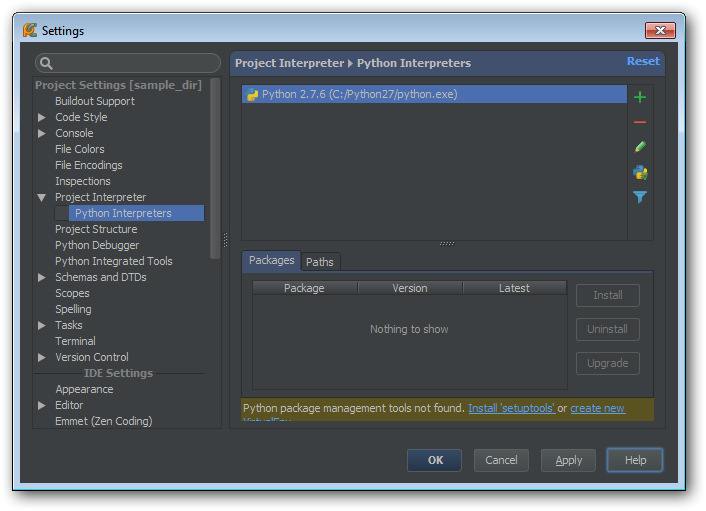 Settings
Project Settings [sample_dir]
Buildout Support
Code Style
Console
File Colors
File Encodings
Inspections
Project Interpreter
Python Interpreters
Project Structure
Python Debugger
Python Integrated Tools
Schemas and DTDs
Scopes
Spelling
Tasks
Terminal
Version Control
IDE Settings
Appearance
Editor
Emmet (Zen Coding)
Project Interpreter Python Interpreters
Reset
Python 2.7.6 (C:/Python27/python.exe)
Packages Paths
Package Version Latest
Nothing to show
Install
Uninstall
Upgrade
Python package management tools not found. Install 'setuptools' or create new
VirtualEnv
OK Cancel Apply Help